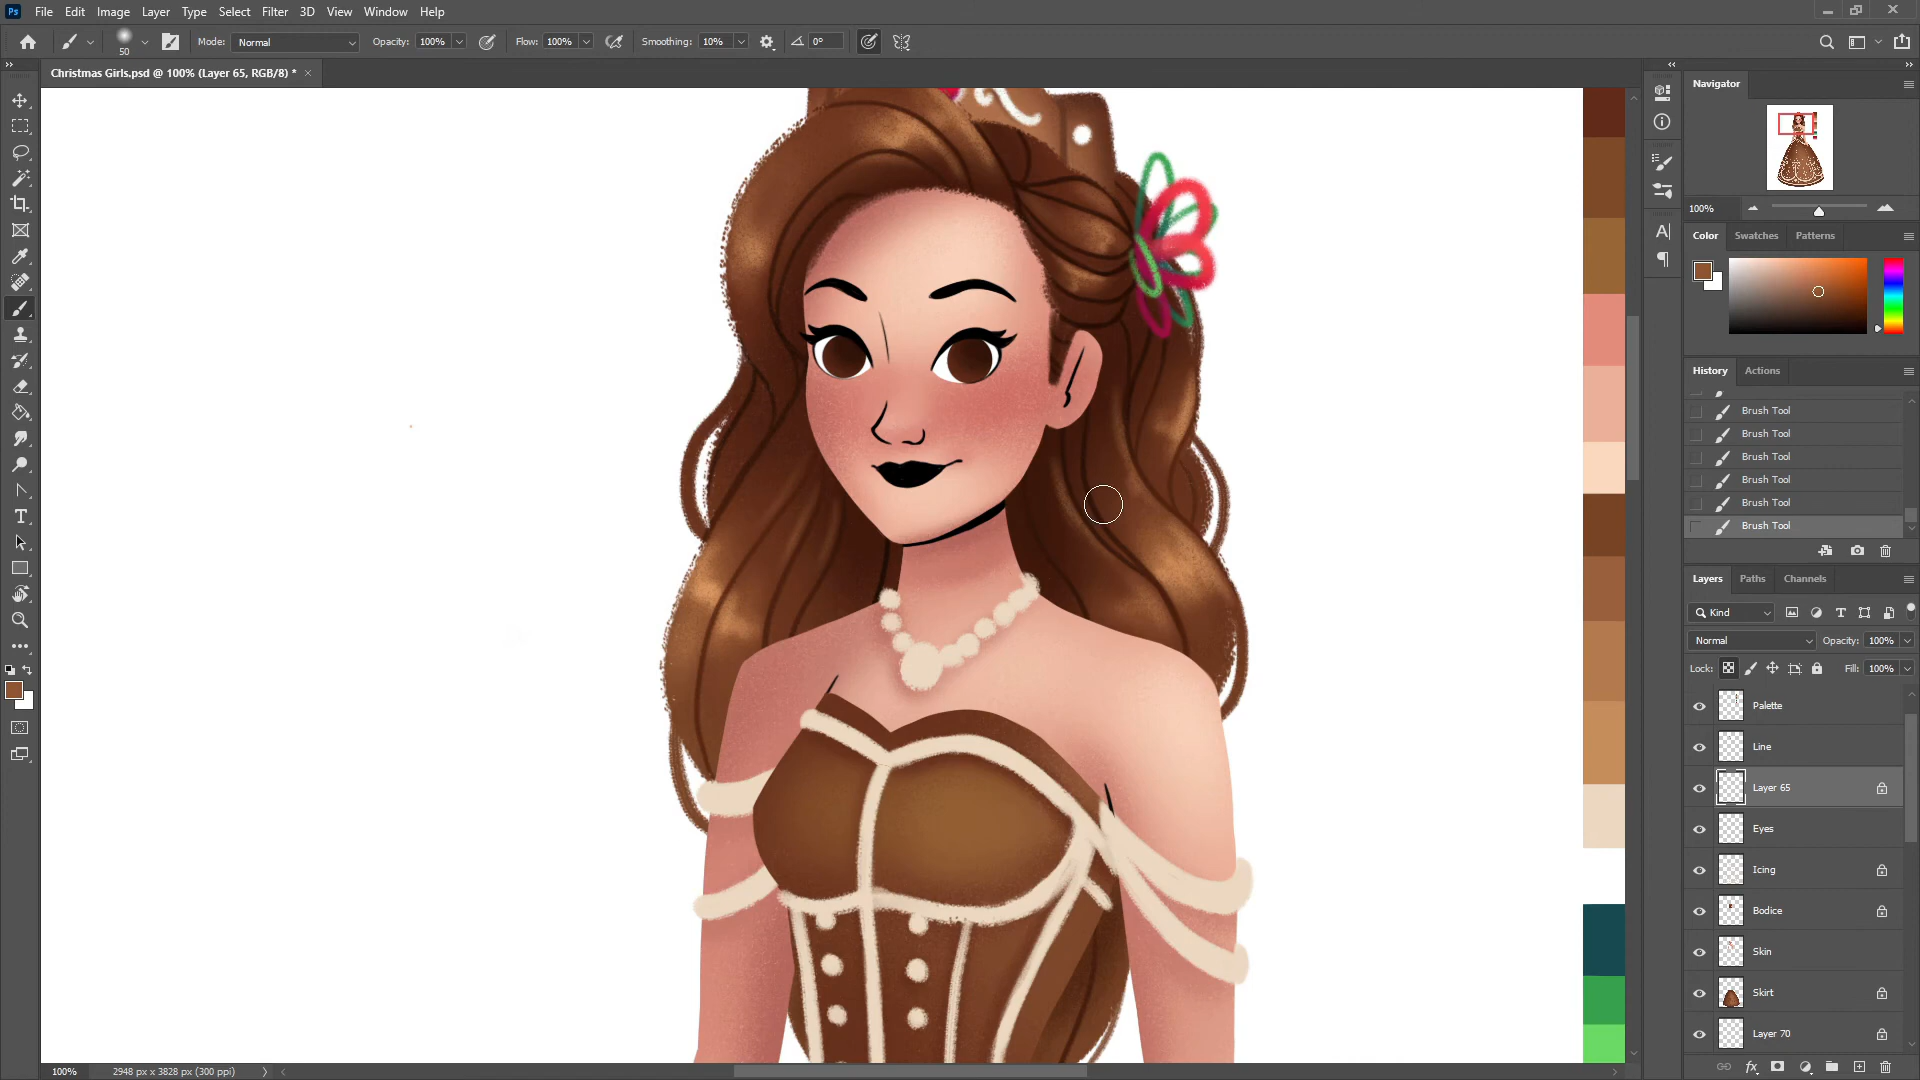 Ps File Edit Image Layer Type Select Filter 3D View Window Help
50 Mode: Normal Opacity: 100% Flow: 100% Smoothing: 10% 0°
Christmas Girls.psd @ 100% (Layer 65, RGB/8) * ×
Navigator
100%
Color Swatches Patterns
History Actions
Brush Tool
Brush Tool
Brush Tool
Brush Tool
Brush Tool
Brush Tool
Layers Paths Channels
Kind
Normal Opacity: 100%
Lock: Fill: 100%
Palette
Line
Layer 65
Eyes
Icing
Bodice
Skin
Skirt
Layer 70
100% 2948 px x 3828 px (300 ppi)